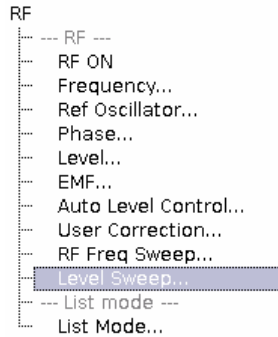 RF
--- RF ---
RF ON
Frequency...
Ref Oscillator...
Phase...
Level...
EMF...
Auto Level Control...
User Correction...
RF Freq Sweep...
Level Sweep...
--- List mode ---
List Mode...